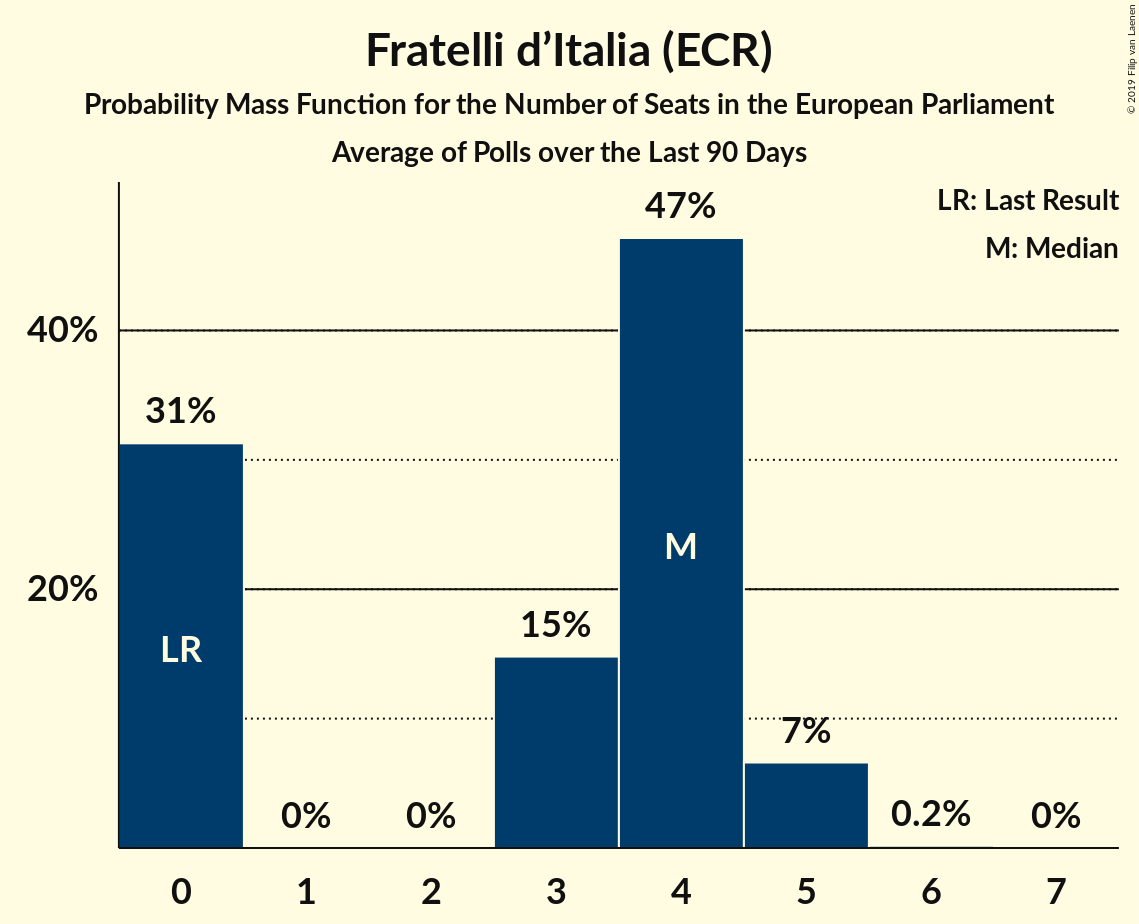 Fratelli d’Italia (ECR)
Probability Mass Function for the Number of Seats in the European Parliament
Average of Polls over the Last 90 Days
© 2019 Filip van Laenen
LR: Last Result
M: Median
47%
40%
31%
M
20%
15%
LR
7%
0%
0%
0.2%
0%
0 1 2 3 4 5 6 7